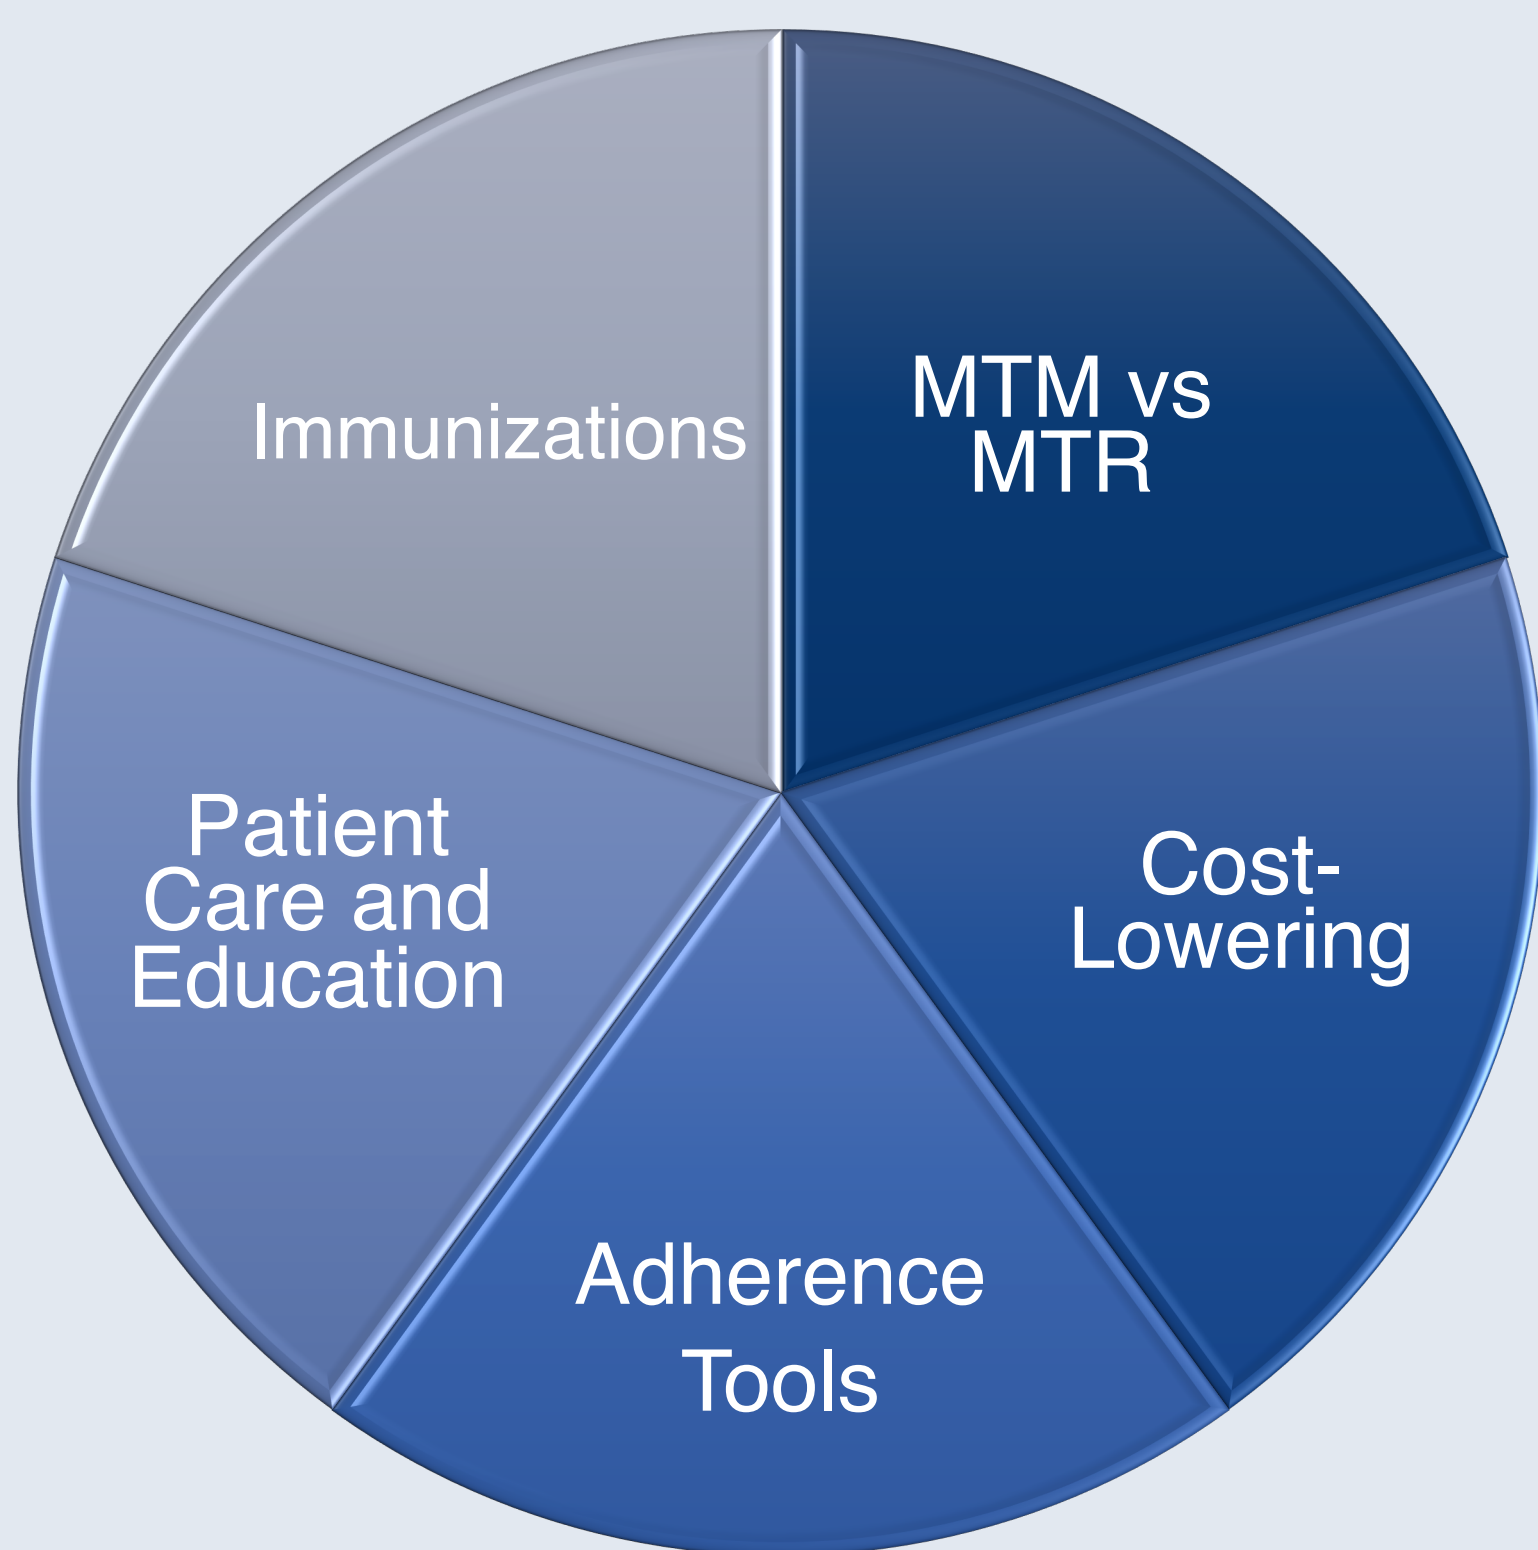 Immunizations
MTM vs
MTR
Patient
Care and
Education
Cost-
Lowering
Adherence
Tools